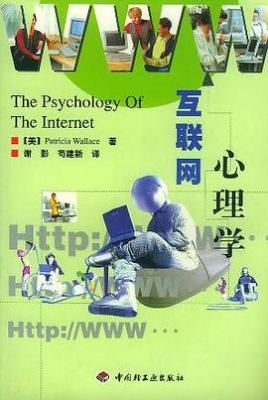 WWW
The Psychology Of
The Internet
[美] Patricia Wallace 著
谢影 苟建新 译
互联网
心理学
Http://WWW…
Http://WWW…
Http://WWW…
中国轻工业出版社